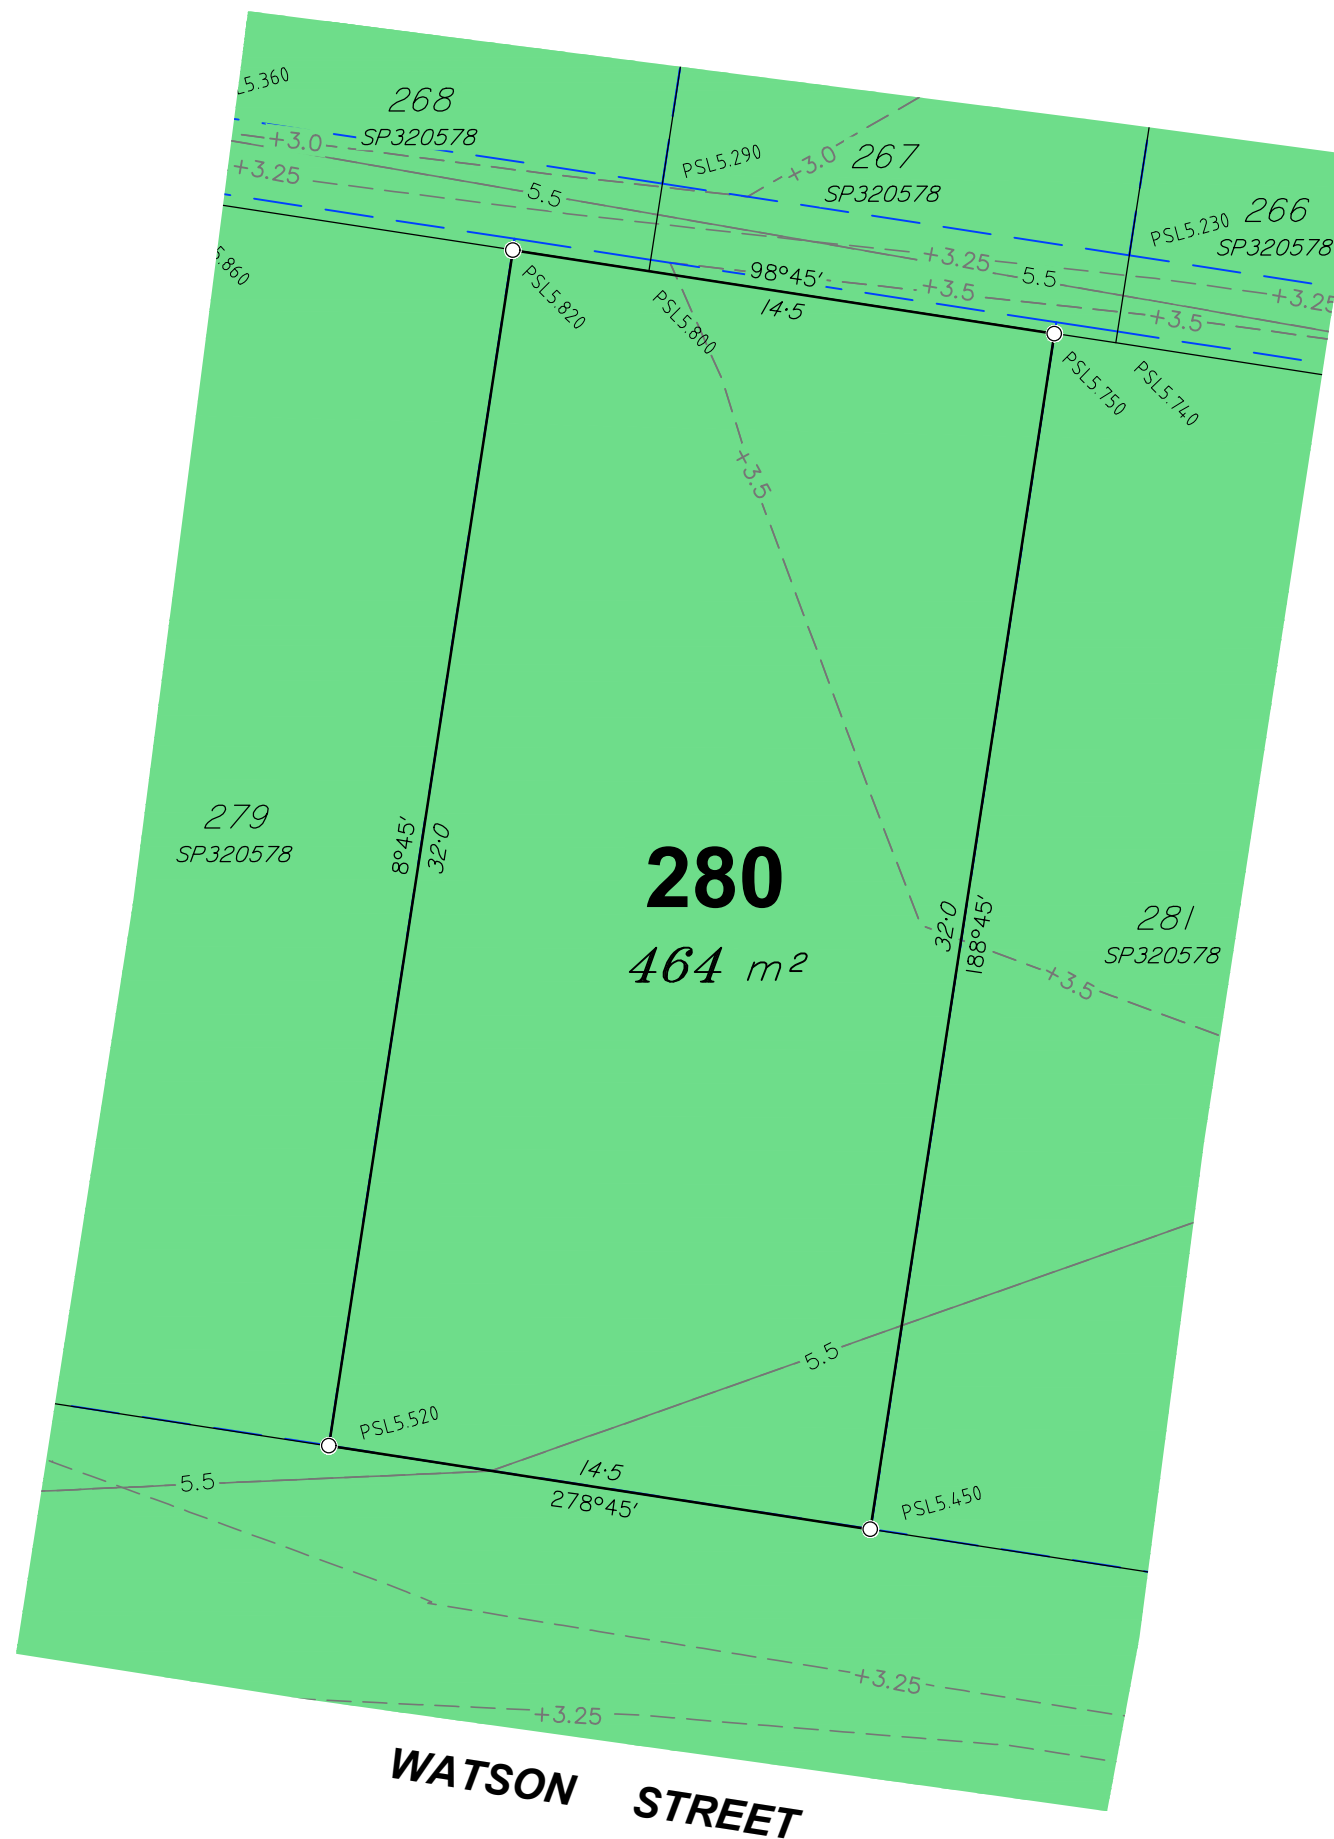 L5.360
268
SP320578
+3.0
+3.25
5.5
PSL5.290
+3.0
267
SP320578
PSL5.230
266
SP320578
+3.25
5.5
+3.25
+3.5
+3.5
5.860
PSL5.820
98°45'
14·5
PSL5.800
PSL5.750
PSL5.740
+3.5
279
SP320578
8°45'
32·0
280
464 m²
32·0
188°45'
281
SP320578
+3.5
5.5
PSL5.520
5.5
14·5
278°45'
PSL5.450
+3.25
+3.25
WATSON STREET